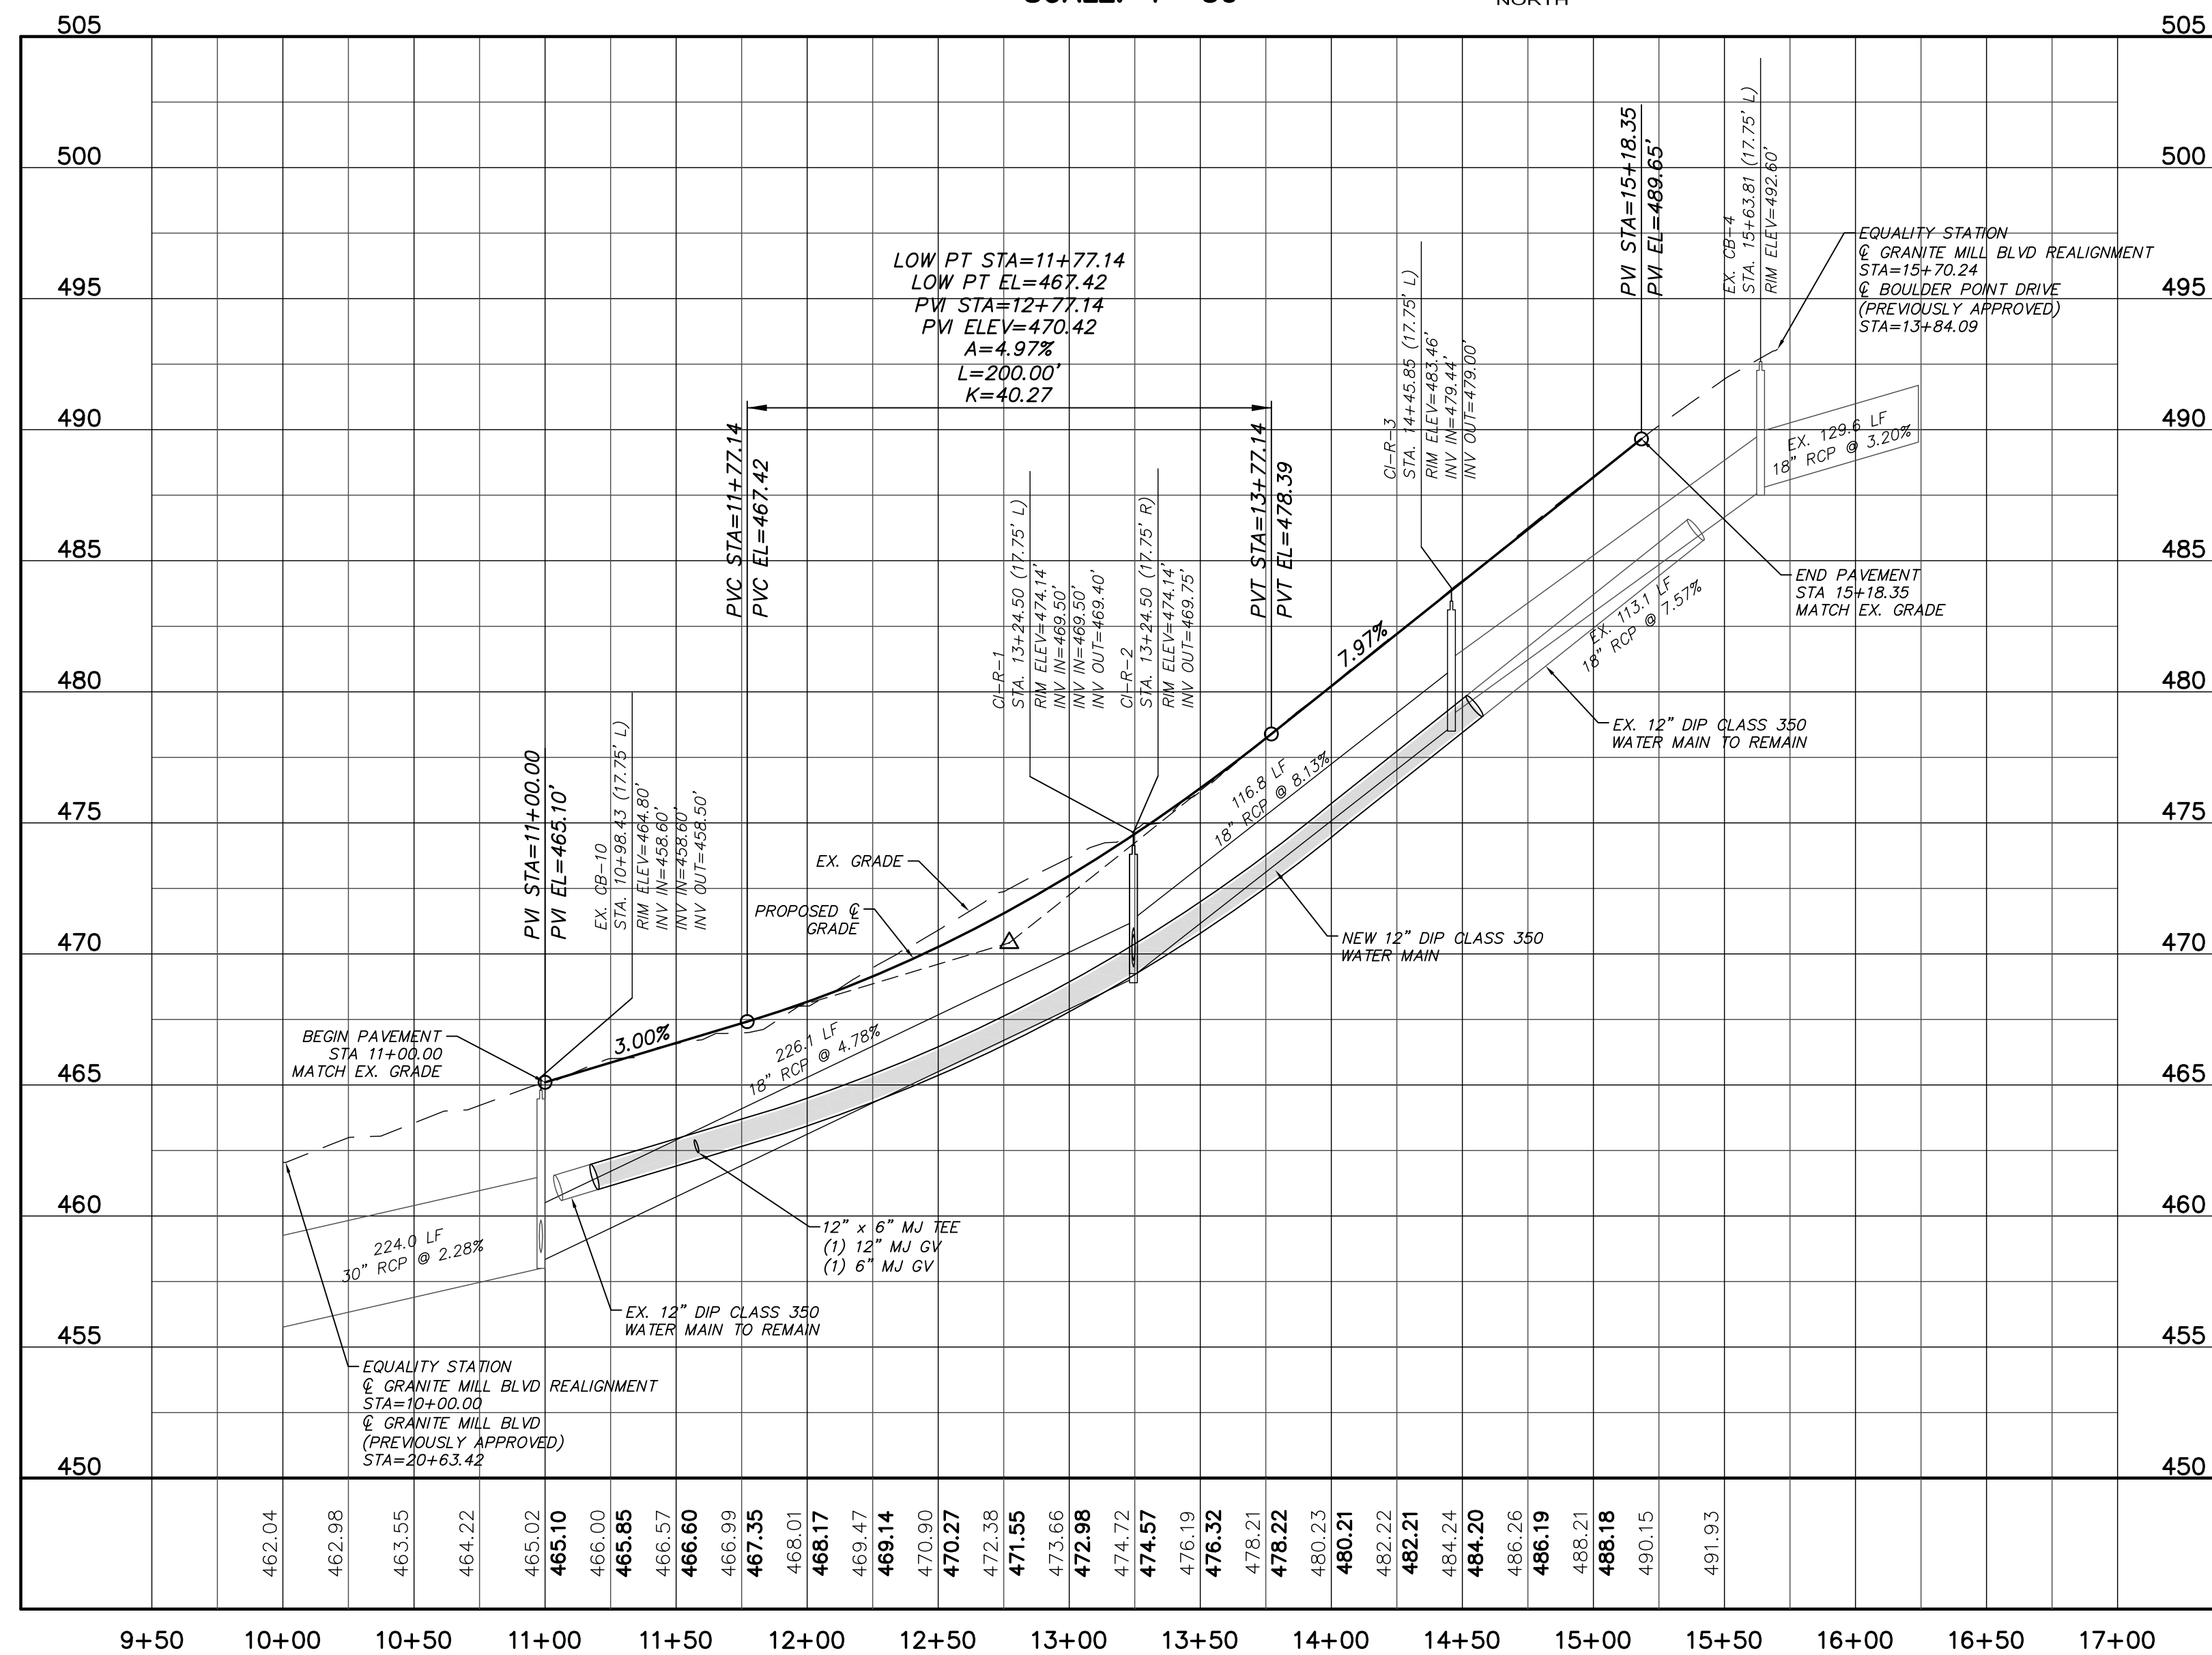 NORTH
505
505
500
500
495
495
490
490
485
485
480
480
475
475
470
470
465
465
460
460
455
455
450
450
LOW PT STA=11+77.14
LOW PT EL=467.42
PVI STA=12+77.14
PVI ELEV=470.42
A=4.97%
L=200.00'
K=40.27
PVI STA=11+00.00
PVI EL=465.10'
EX. CB-10
STA. 10+98.43 (17.75' L)
RIM ELEV=464.80'
INV IN=458.60'
INV IN=458.60'
INV OUT=458.50'
PVC STA=11+77.14
PVC EL=467.42
CI-R-1
STA. 13+24.50 (17.75' L)
RIM ELEV=474.14'
INV IN=469.50'
INV IN=469.50'
INV OUT=469.40'
CI-R-2
STA. 13+24.50 (17.75' R)
RIM ELEV=474.14'
INV OUT=469.75'
PVT STA=13+77.14
PVT EL=478.39
CI-R-3
STA. 14+45.85 (17.75' L)
RIM ELEV=483.46'
INV IN=479.44'
INV OUT=479.00'
PVI STA=15+18.35
PVI EL=489.65'
EX. CB-4
STA. 15+63.81 (17.75' L)
RIM ELEV=492.60'
EQUALITY STATION
℄ GRANITE MILL BLVD REALIGNMENT
STA=15+70.24
℄ BOULDER POINT DRIVE
(PREVIOUSLY APPROVED)
STA=13+84.09
EX. 129.6 LF
18" RCP @ 3.20%
END PAVEMENT
STA 15+18.35
MATCH EX. GRADE
EX. 113.1 LF
18" RCP @ 7.57%
EX. 12" DIP CLASS 350
WATER MAIN TO REMAIN
7.97%
116.8 LF
18" RCP @ 8.13%
EX. GRADE
PROPOSED ℄
GRADE
NEW 12" DIP CLASS 350
WATER MAIN
BEGIN PAVEMENT
STA 11+00.00
MATCH EX. GRADE
3.00%
226.1 LF
18" RCP @ 4.78%
224.0 LF
30" RCP @ 2.28%
12" x 6" MJ TEE
(1) 12" MJ GV
(1) 6" MJ GV
EX. 12" DIP CLASS 350
WATER MAIN TO REMAIN
EQUALITY STATION
℄ GRANITE MILL BLVD REALIGNMENT
STA=10+00.00
℄ GRANITE MILL BLVD
(PREVIOUSLY APPROVED)
STA=20+63.42
462.04
462.98
463.55
464.22
465.02
465.10
466.00
465.85
466.57
466.60
466.99
467.35
468.01
468.17
469.47
469.14
470.90
470.27
472.38
471.55
473.66
472.98
474.72
474.57
476.19
476.32
478.21
478.22
480.23
480.21
482.22
482.21
484.24
484.20
486.26
486.19
488.21
488.18
490.15
491.93
9+50
10+00
10+50
11+00
11+50
12+00
12+50
13+00
13+50
14+00
14+50
15+00
15+50
16+00
16+50
17+00